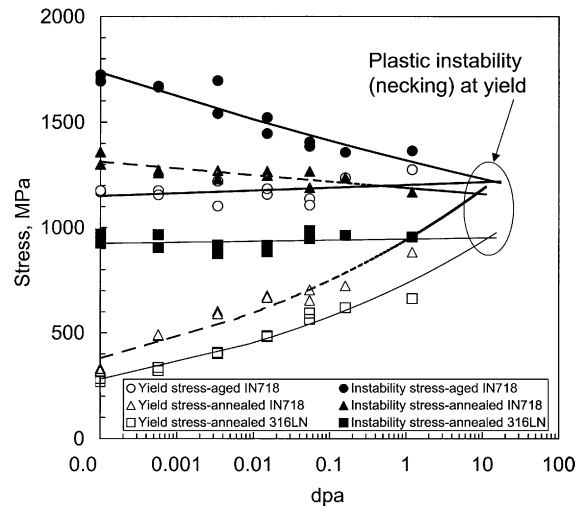 2000
Plastic instability
(necking) at yield
1500
Stress, MPa
1000
500
○ Yield stress-aged IN718 ● Instability stress-aged IN718
△ Yield stress-annealed IN718 ▲ Instability stress-annealed IN718
□ Yield stress-annealed 316LN ■ Instability stress-annealed 316LN
0
0.0 0.001 0.01 0.1 1 10 100
dpa